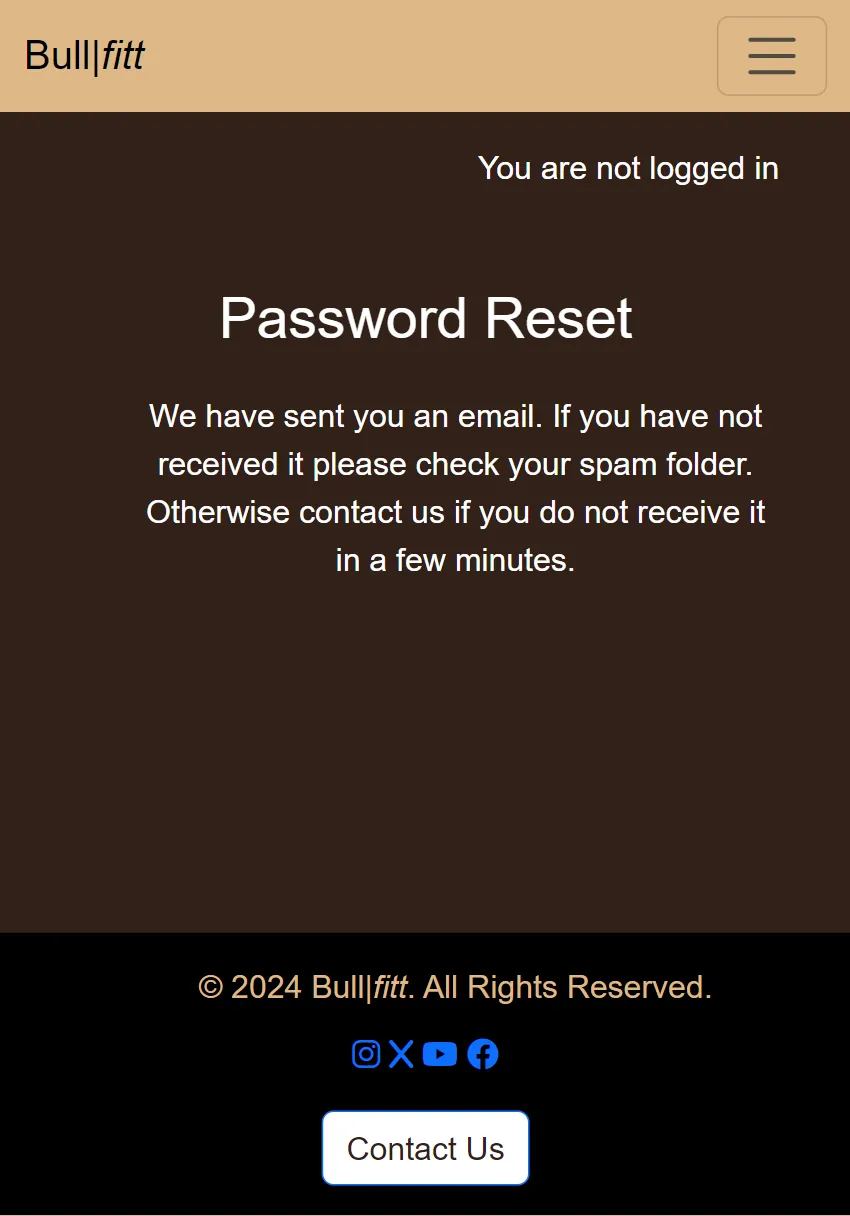 Bull|fitt
You are not logged in
Password Reset
We have sent you an email. If you have not
received it please check your spam folder.
Otherwise contact us if you do not receive it
in a few minutes.
© 2024 Bull|fitt. All Rights Reserved.
Contact Us